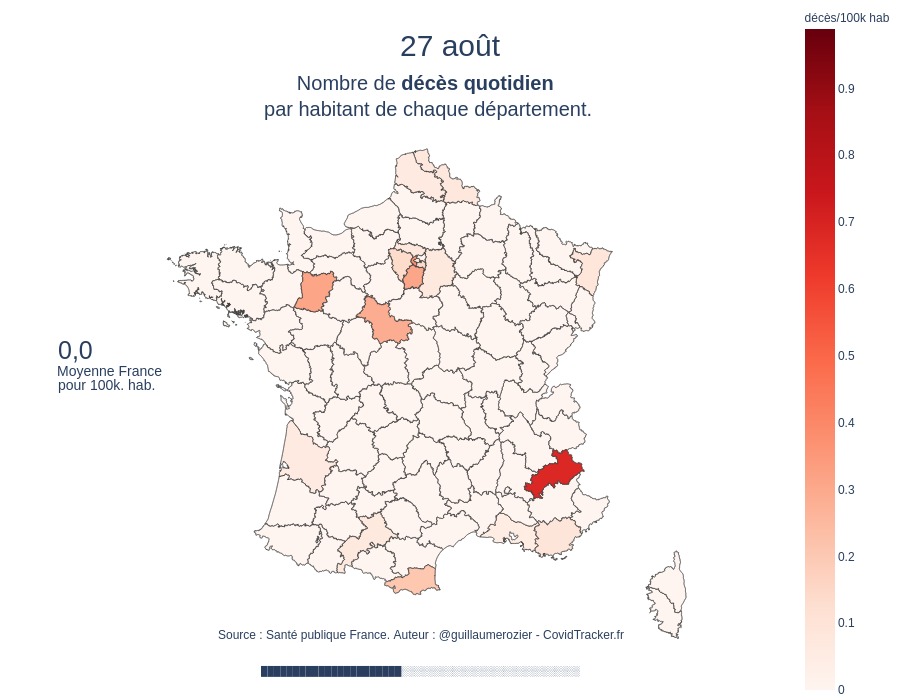 décès/100k hab
27 août
Nombre de décès quotidien
par habitant de chaque département.
0.9
0.8
0.7
0.6
0.5
0.4
0.3
0.2
0.1
0
0,0
Moyenne France
pour 100k. hab.
Source : Santé publique France. Auteur : @guillaumerozier - CovidTracker.fr